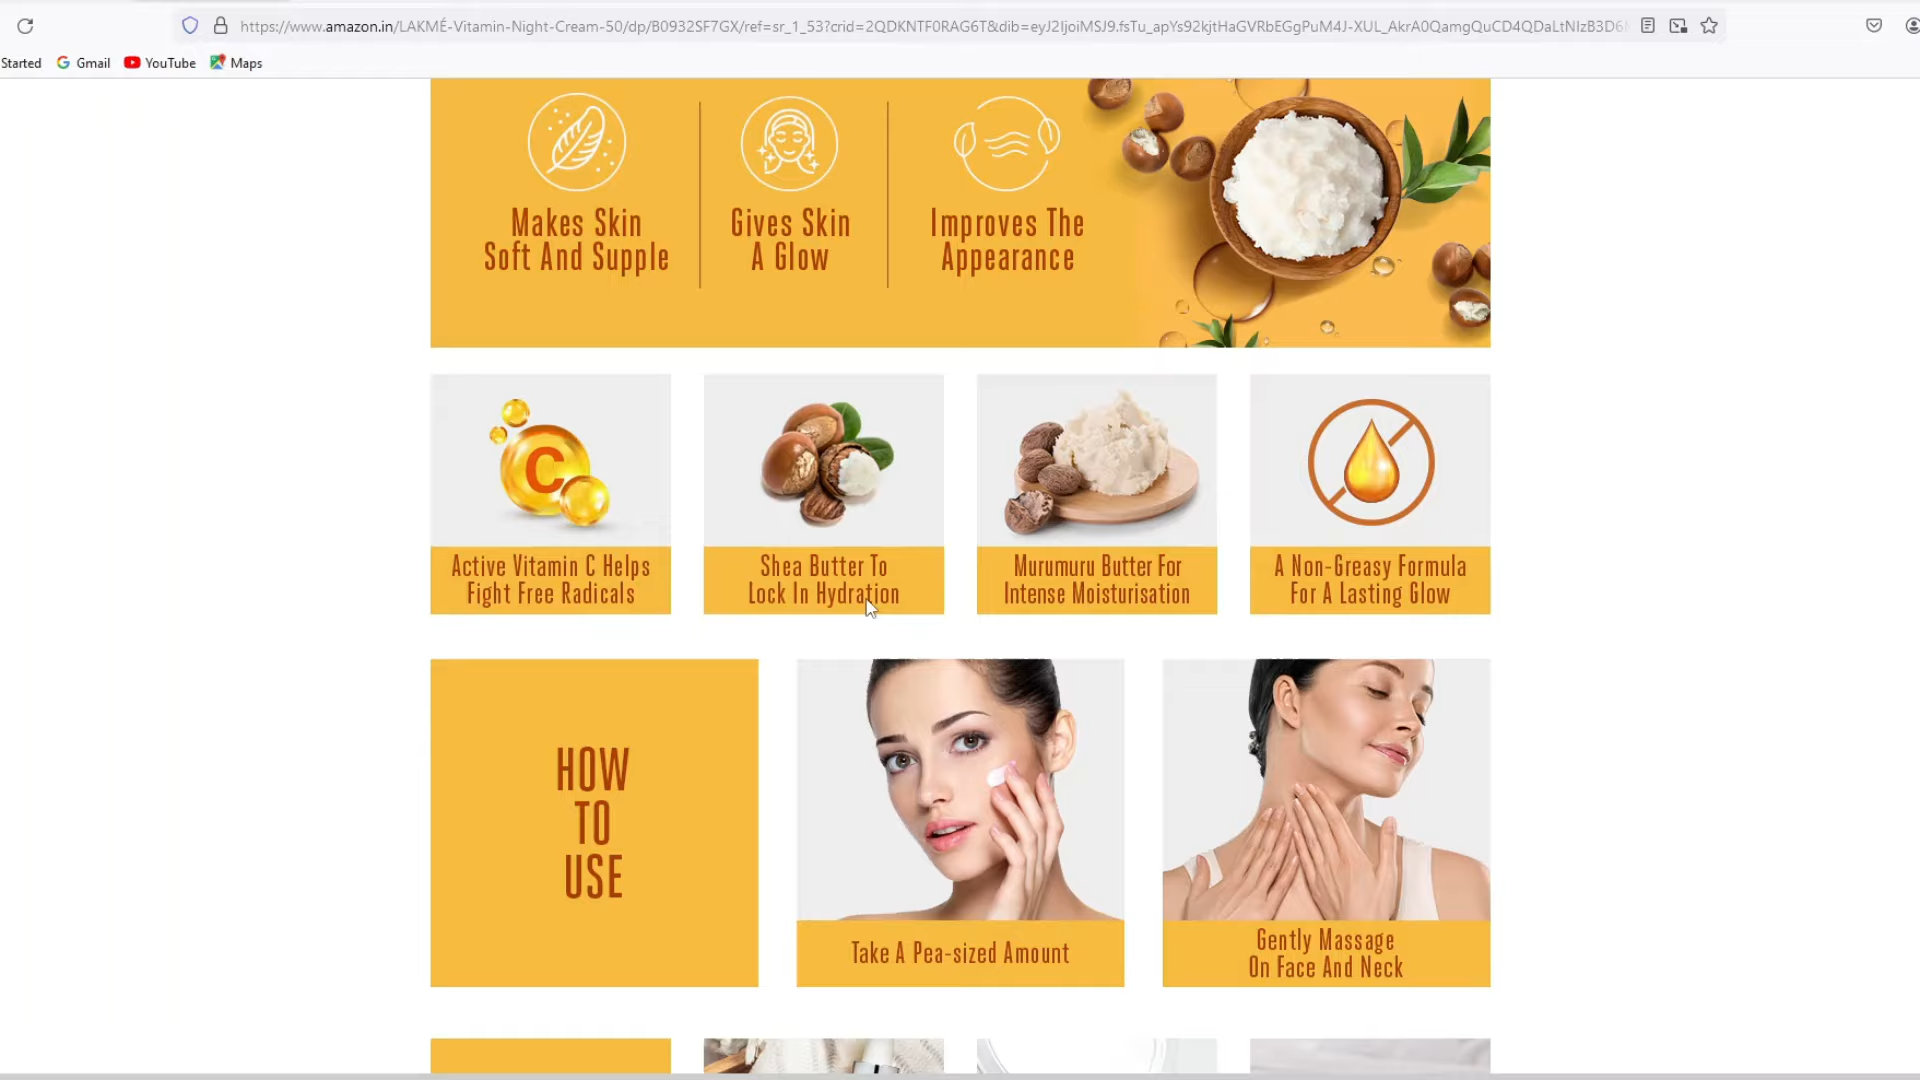 https://www.amazon.in/LAKMÉ-Vitamin-Night-Cream-50/dp/B0932SF7GX/ref=sr_1_53?crid=2QDKNTF0RAG6T&dib=eyJ2IjoiMSJ9.fsTu_apYs92kjtHaGVRbEGgPuM4J-XUL_AkrA0QamgQuCD4QDaLtNIzB3D6
Started Gmail YouTube Maps
Makes Skin
Soft And Supple
Gives Skin
A Glow
Improves The
Appearance
C
Active Vitamin C Helps
Fight Free Radicals
Shea Butter To
Lock In Hydration
Murumuru Butter For
Intense Moisturisation
A Non-Greasy Formula
For A Lasting Glow
HOW
TO
USE
Take A Pea-sized Amount
Gently Massage
On Face And Neck